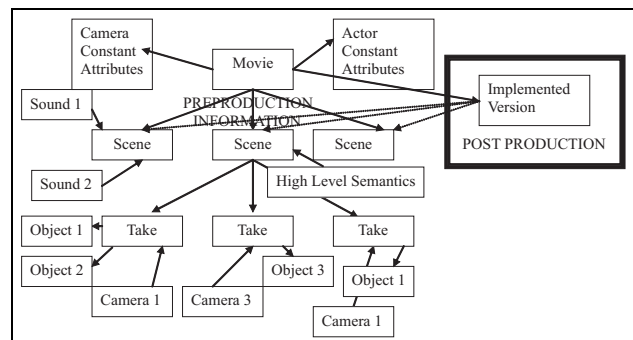 Camera
Constant
Attributes
Movie
Actor
Constant
Attributes
Implemented
Version
POST PRODUCTION
Sound 1
PREPRODUCTION
INFORMATION
Scene
Scene
Scene
Sound 2
High Level Semantics
Object 1
Take
Take
Take
Object 2
Object 3
Object 1
Camera 1
Camera 3
Camera 1